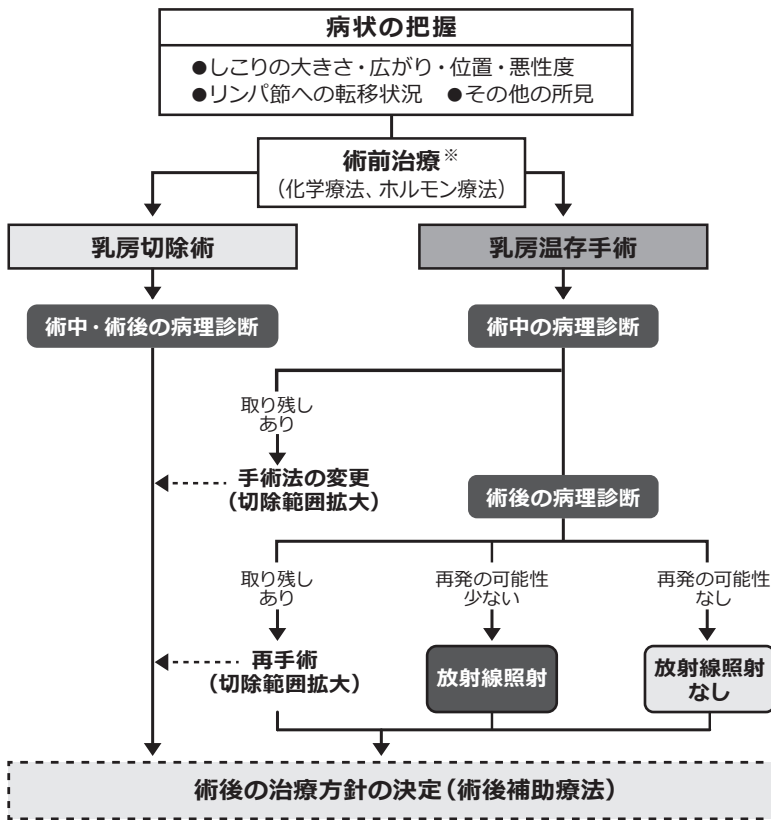 病状の把握
●しこりの大きさ・広がり・位置・悪性度
●リンパ節への転移状況 ●その他の所見
術前治療※
（化学療法、ホルモン療法）
乳房切除術
乳房温存手術
術中・術後の病理診断
術中の病理診断
取り残し
あり
手術法の変更
（切除範囲拡大）
術後の病理診断
取り残し
あり
再発の可能性
少ない
再発の可能性
なし
再手術
（切除範囲拡大）
放射線照射
放射線照射
なし
術後の治療方針の決定（術後補助療法）